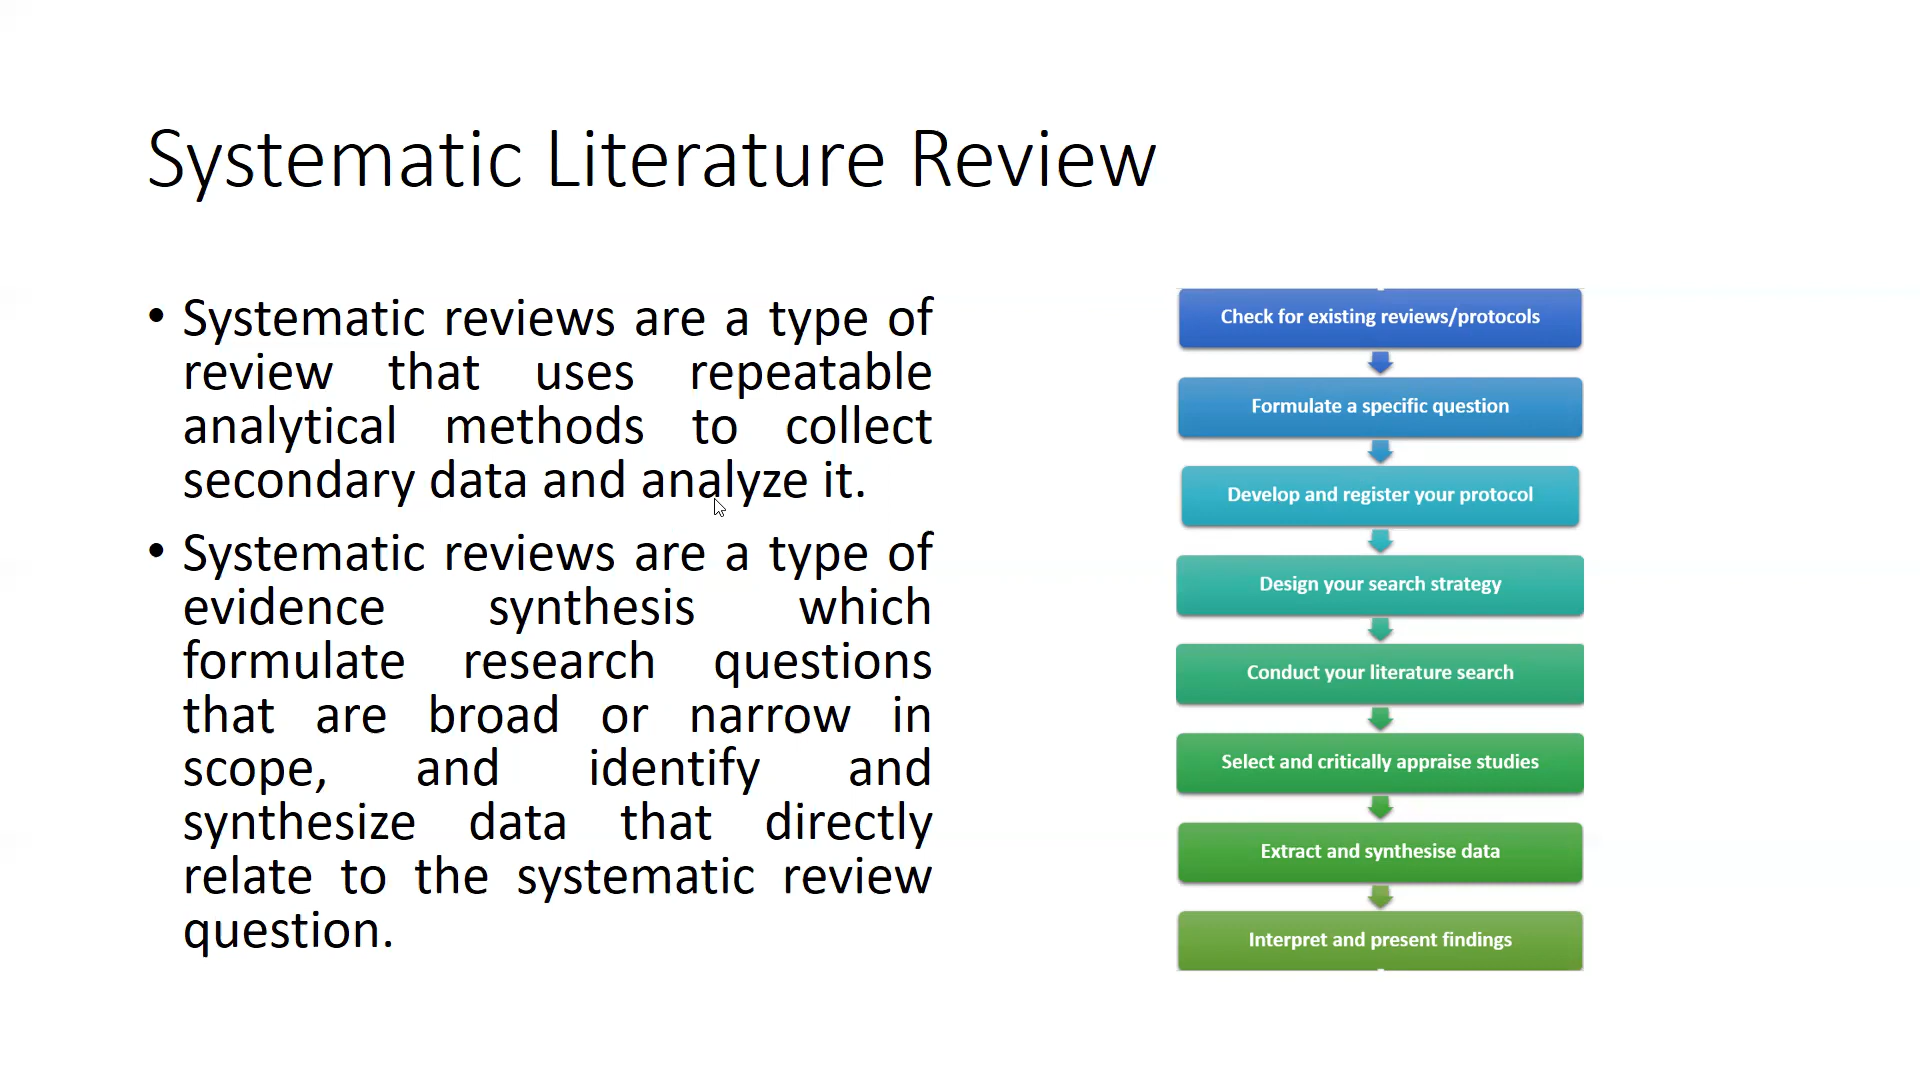 Systematic Literature Review
• Systematic reviews are a type of
review that uses repeatable
analytical methods to collect
secondary data and analyze it.
• Systematic reviews are a type of
evidence synthesis which
formulate research questions
that are broad or narrow in
scope, and identify and
synthesize data that directly
relate to the systematic review
question.
Check for existing reviews/protocols
Formulate a specific question
Develop and register your protocol
Design your search strategy
Conduct your literature search
Select and critically appraise studies
Extract and synthesise data
Interpret and present findings